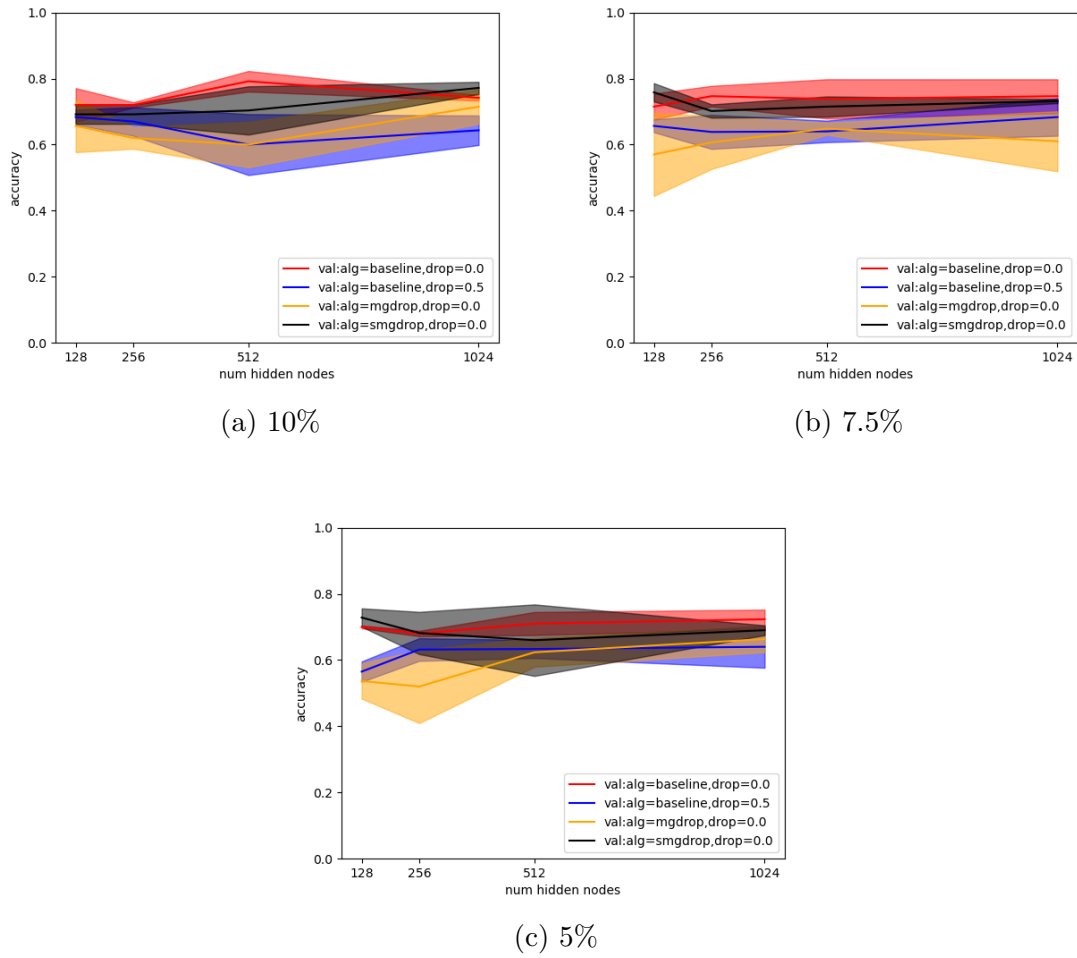 1.0
0.8
0.6
0.4
0.2
0.0
accuracy
val:alg=baseline,drop=0.0
val:alg=baseline,drop=0.5
val:alg=mgdrop,drop=0.0
val:alg=smgdrop,drop=0.0
128 256 512 1024
num hidden nodes
(a) 10%
1.0
0.8
0.6
0.4
0.2
0.0
accuracy
val:alg=baseline,drop=0.0
val:alg=baseline,drop=0.5
val:alg=mgdrop,drop=0.0
val:alg=smgdrop,drop=0.0
128 256 512 1024
num hidden nodes
(b) 7.5%
1.0
0.8
0.6
0.4
0.2
0.0
accuracy
val:alg=baseline,drop=0.0
val:alg=baseline,drop=0.5
val:alg=mgdrop,drop=0.0
val:alg=smgdrop,drop=0.0
128 256 512 1024
num hidden nodes
(c) 5%